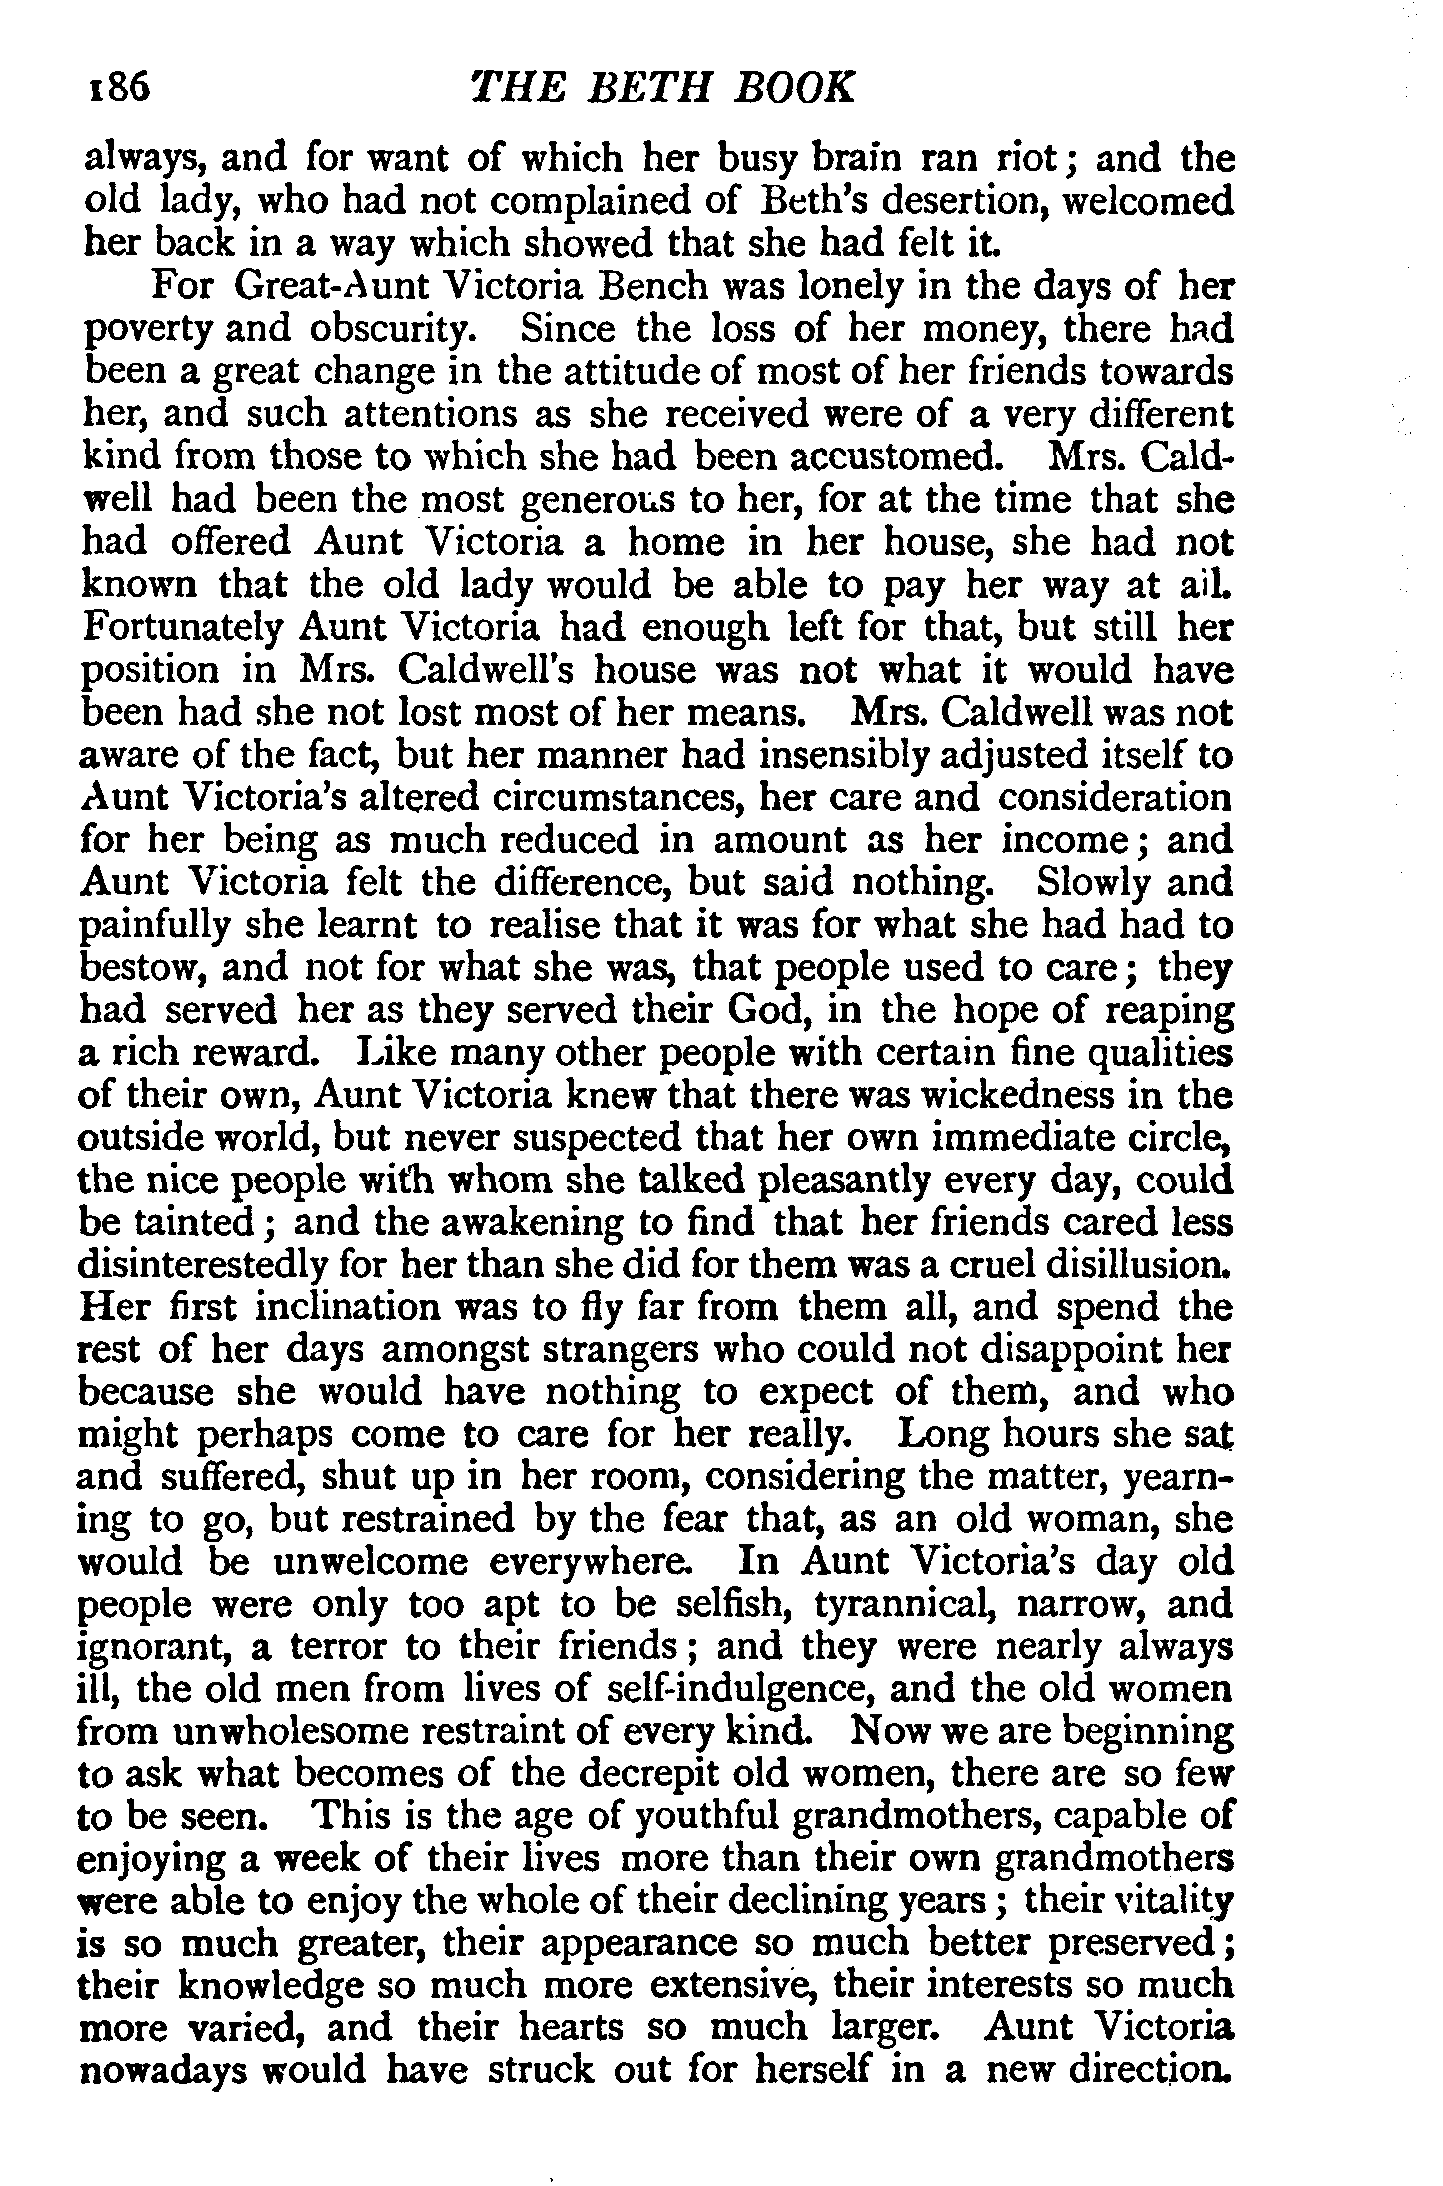 186 THE BETH BOOK
always, and for want of which her busy brain ran riot; and the
old lady, who had not complained of Beth's desertion, welcomed
her back in a way which showed that she had felt it.
For Great-Aunt Victoria Bench was lonely in the days of her
poverty and obscurity. Since the loss of her money, there had
been a great change in the attitude of most of her friends towards
her, and such attentions as she received were of a very different
kind from those to which she had been accustomed. Mrs. Cald-
well had been the most generous to her, for at the time that she
had offered Aunt Victoria a home in her house, she had not
known that the old lady would be able to pay her way at all.
Fortunately Aunt Victoria had enough left for that, but still her
position in Mrs. Caldwell's house was not what it would have
been had she not lost most of her means. Mrs. Caldwell was not
aware of the fact, but her manner had insensibly adjusted itself to
Aunt Victoria's altered circumstances, her care and consideration
for her being as much reduced in amount as her income; and
Aunt Victoria felt the difference, but said nothing. Slowly and
painfully she learnt to realise that it was for what she had had to
bestow, and not for what she was, that people used to care; they
had served her as they served their God, in the hope of reaping
a rich reward. Like many other people with certain fine qualities
of their own, Aunt Victoria knew that there was wickedness in the
outside world, but never suspected that her own immediate circle,
the nice people with whom she talked pleasantly every day, could
be tainted; and the awakening to find that her friends cared less
disinterestedly for her than she did for them was a cruel disillusion.
Her first inclination was to fly far from them all, and spend the
rest of her days amongst strangers who could not disappoint her
because she would have nothing to expect of them, and who
might perhaps come to care for her really. Long hours she sat
and suffered, shut up in her room, considering the matter, yearn-
ing to go, but restrained by the fear that, as an old woman, she
would be unwelcome everywhere. In Aunt Victoria's day old
people were only too apt to be selfish, tyrannical, narrow, and
ignorant, a terror to their friends; and they were nearly always
ill, the old men from lives of self-indulgence, and the old women
from unwholesome restraint of every kind. Now we are beginning
to ask what becomes of the decrepit old women, there are so few
to be seen. This is the age of youthful grandmothers, capable of
enjoying a week of their lives more than their own grandmothers
were able to enjoy the whole of their declining years; their vitality
is so much greater, their appearance so much better preserved;
their knowledge so much more extensive, their interests so much
more varied, and their hearts so much larger. Aunt Victoria
nowadays would have struck out for herself in a new direction.